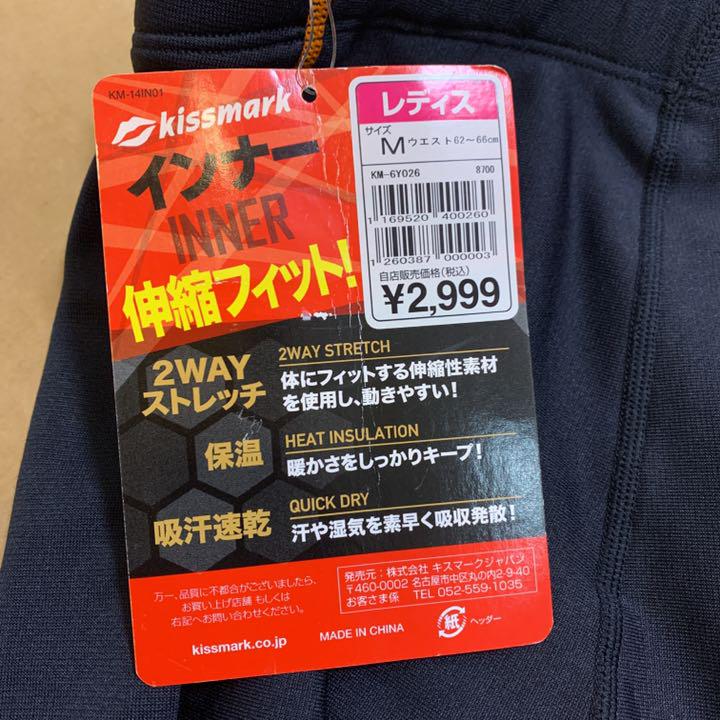 KM-14IN01
kissmark
インナー
INNER
伸縮フィット!
レディス
サイズ
M ウエスト62～66cm
KM-6Y026 8700
1 169520 400260
1 260387 000003
自店販売価格(税込)
¥2,999
2WAY
ストレッチ
2WAY STRETCH
体にフィットする伸縮性素材
を使用し、動きやすい!
保温
HEAT INSULATION
暖かさをしっかりキープ!
吸汗速乾
QUICK DRY
汗や湿気を素早く吸収発散!
万一、品質に不都合がございましたら、
お買い上げ店舗 もしくは
右記へお問い合わせください。
kissmark.co.jp
発売元：株式会社 キスマークジャパン
〒460-0002 名古屋市中区丸の内2-9-40
お客さま係 TEL 052-559-1035
MADE IN CHINA
紙
ヘッダー